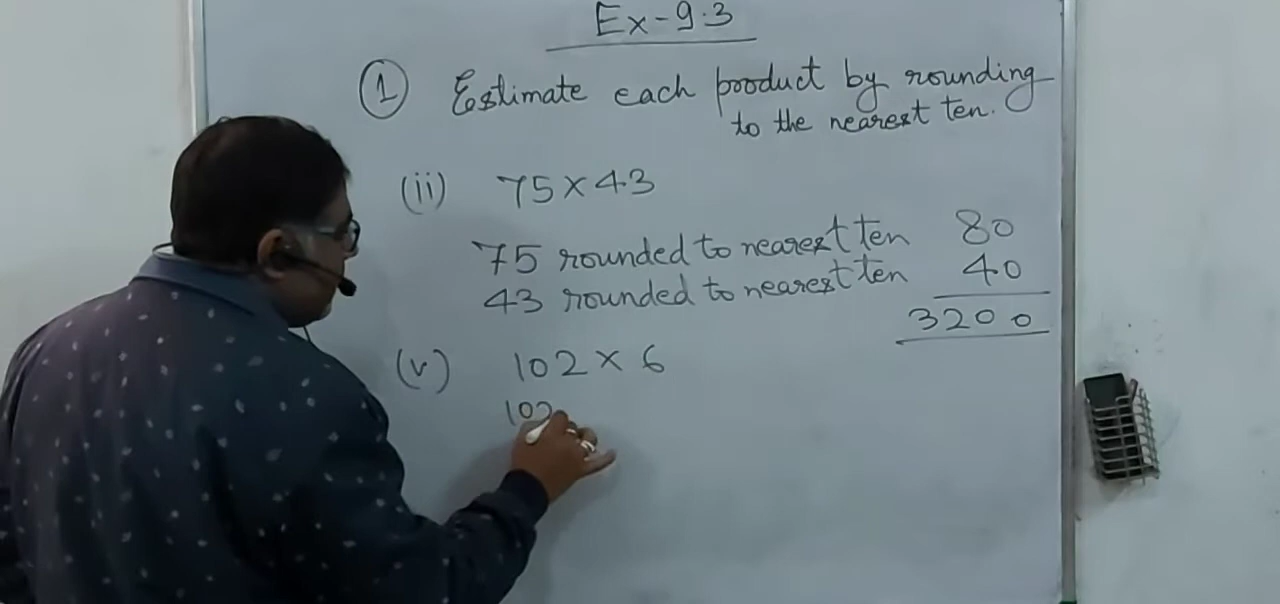 Ex-9.3
1 Estimate each product by rounding
to the nearest ten.
(ii) 75×43
75 rounded to nearest ten 80
43 rounded to nearest ten 40
3200
(v) 102 × 6
102